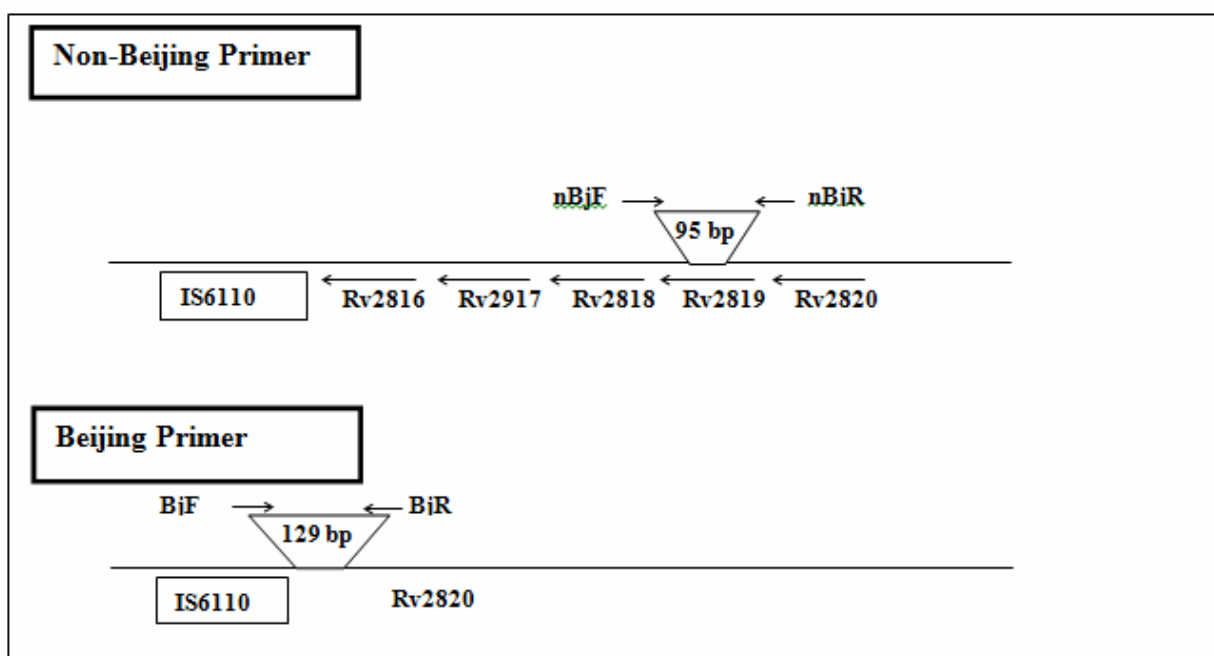 Non-Beijing Primer
nBjF nBjR
95 bp
IS6110 Rv2816 Rv2917 Rv2818 Rv2819 Rv2820
Beijing Primer
BjF BjR
129 bp
IS6110 Rv2820